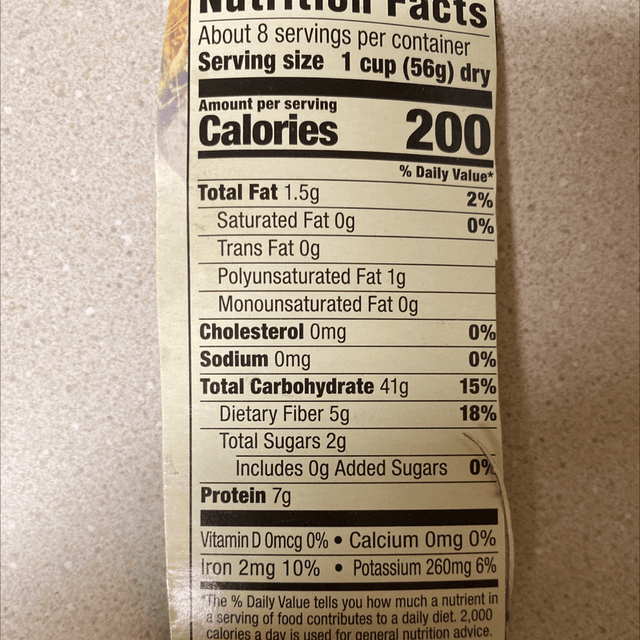 Nutrition Facts
About 8 servings per container
Serving size 1 cup (56g) dry
Amount per serving
Calories 200
% Daily Value*
Total Fat 1.5g 2%
Saturated Fat 0g 0%
Trans Fat 0g
Polyunsaturated Fat 1g
Monounsaturated Fat 0g
Cholesterol 0mg 0%
Sodium 0mg 0%
Total Carbohydrate 41g 15%
Dietary Fiber 5g 18%
Total Sugars 2g
Includes 0g Added Sugars 0%
Protein 7g
Vitamin D 0mcg 0% • Calcium 0mg 0%
Iron 2mg 10% • Potassium 260mg 6%
*The % Daily Value tells you how much a nutrient in
a serving of food contributes to a daily diet. 2,000
calories a day is used for general nutrition advice.